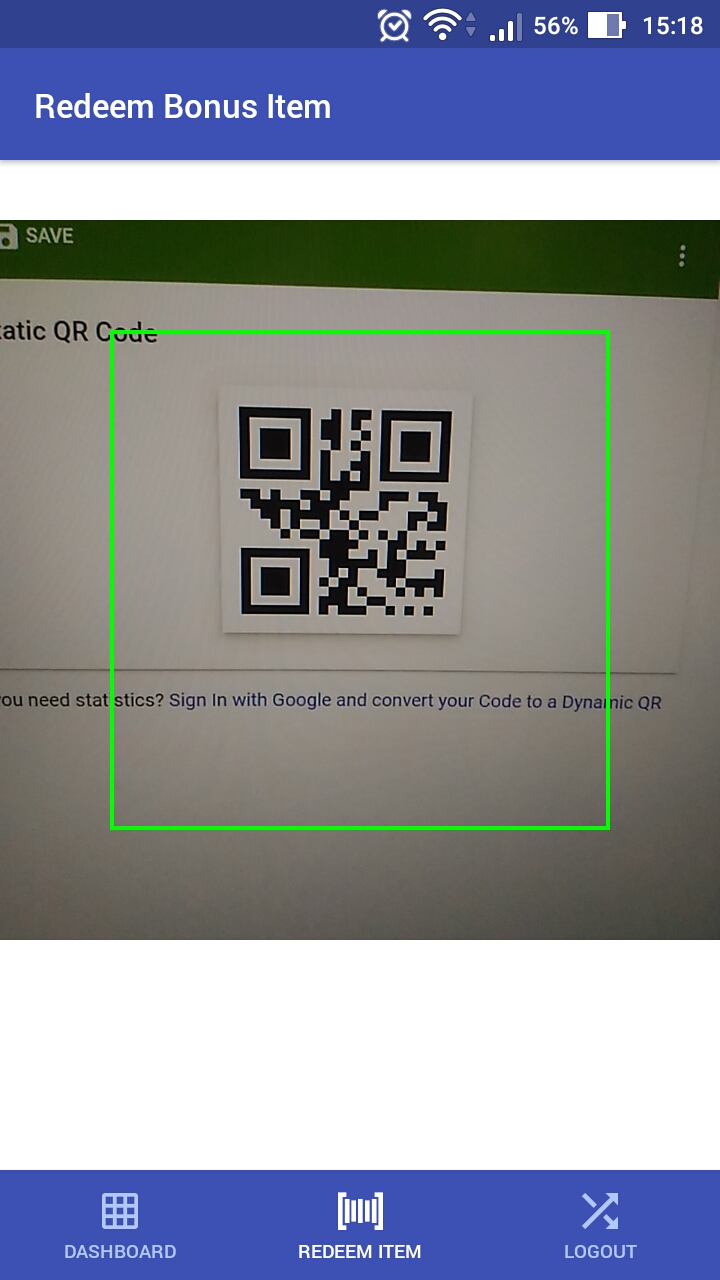 56% 15:18
Redeem Bonus Item
SAVE
tatic QR Code
you need statistics? Sign In with Google and convert your Code to a Dynamic QR
DASHBOARD REDEEM ITEM LOGOUT